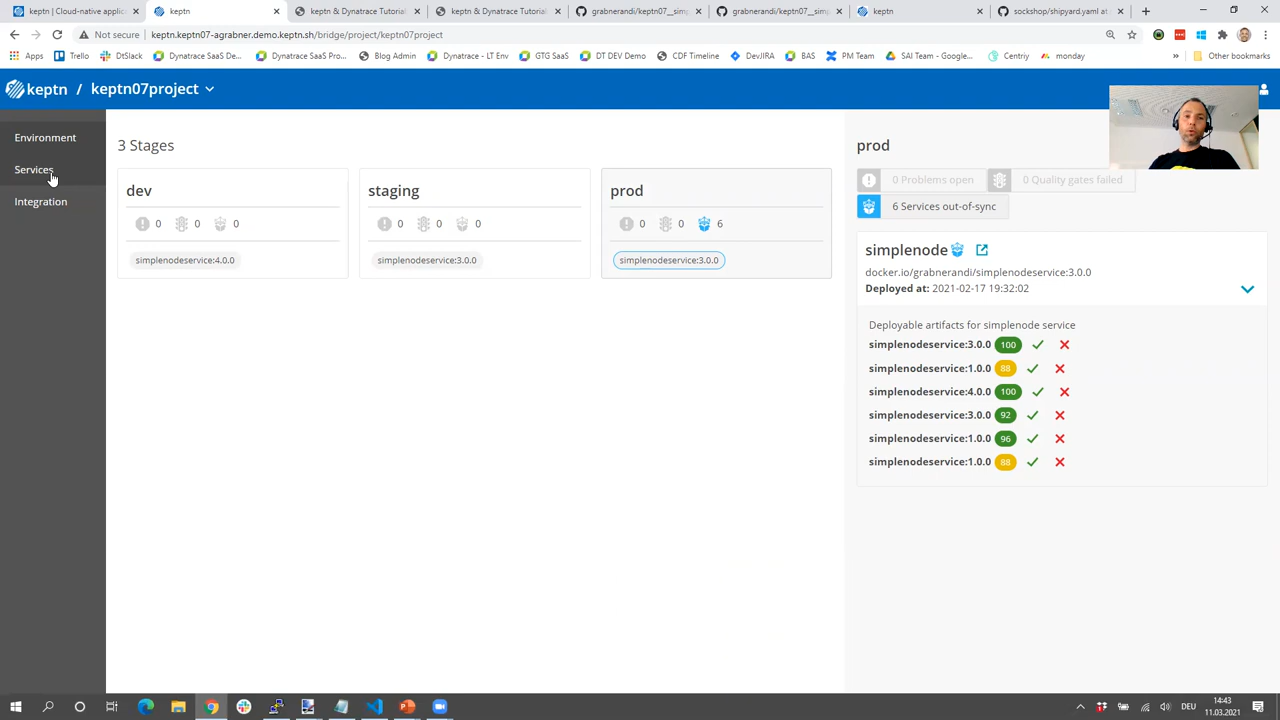 keptn | Cloud-native applic
keptn
keptn & Dynatrace Tutorial
keptn | Dynatrace Tutorial
grabnerandi/keptn07__simp
grabnerandi/keptn07__simp
keptn
sockshop/shipyard.yaml at
Not secure
keptn.keptn07-agrabner.demo.keptn.sh/bridge/project/keptn07project
Apps
Trello
DtSlack
Dynatrace SaaS De...
Dynatrace SaaS Pro...
Blog Admin
Dynatrace - LT Env
GTG SaaS
DT DEV Demo
CDF Timeline
DevJIRA
BAS
PM Team
SAI Team - Google...
Centriy
monday
»
Other bookmarks
keptn / keptn07project
Environment
Services
Integration
3 Stages
dev
0 0 0
simplenodeservice:4.0.0
staging
0 0 0
simplenodeservice:3.0.0
prod
0 0 6
simplenodeservice:3.0.0
prod
0 Problems open
0 Quality gates failed
6 Services out-of-sync
simplenode
docker.io/grabnerandi/simplenodeservice:3.0.0
Deployed at: 2021-02-17 19:32:02
Deployable artifacts for simplenode service
simplenodeservice:3.0.0 100
simplenodeservice:1.0.0 88
simplenodeservice:4.0.0 100
simplenodeservice:3.0.0 92
simplenodeservice:1.0.0 96
simplenodeservice:1.0.0 88
DEU
14:43
11.03.2021